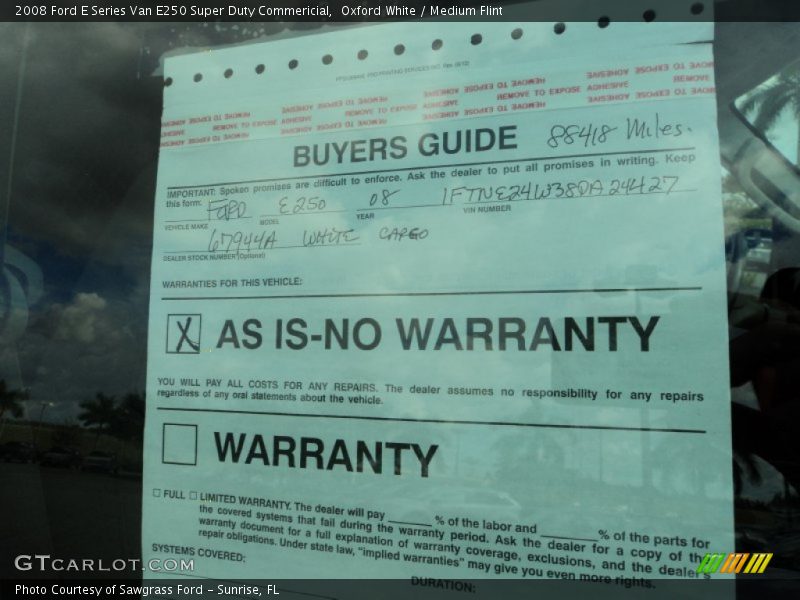 2008 Ford E Series Van E250 Super Duty Commericial, Oxford White / Medium Flint
REMOVE TO EXPOSE ADHESIVE
BUYERS GUIDE 88418 Miles.
IMPORTANT: Spoken promises are difficult to enforce. Ask the dealer to put all promises in writing. Keep
this form: FORD E250 08 1FTNE24W38DA24427
VEHICLE MAKE MODEL YEAR VIN NUMBER
67944A WHITE CARGO
DEALER STOCK NUMBER (Optional)
WARRANTIES FOR THIS VEHICLE:
X AS IS-NO WARRANTY
YOU WILL PAY ALL COSTS FOR ANY REPAIRS. The dealer assumes no responsibility for any repairs
regardless of any oral statements about the vehicle.
WARRANTY
FULL LIMITED WARRANTY. The dealer will pay ______ % of the labor and ______ % of the parts for
the covered systems that fail during the warranty period. Ask the dealer for a copy of the
warranty document for a full explanation of warranty coverage, exclusions, and the dealer's
repair obligations. Under state law, "implied warranties" may give you even more rights.
SYSTEMS COVERED: DURATION:
GTCARLOT.COM
Photo Courtesy of Sawgrass Ford - Sunrise, FL